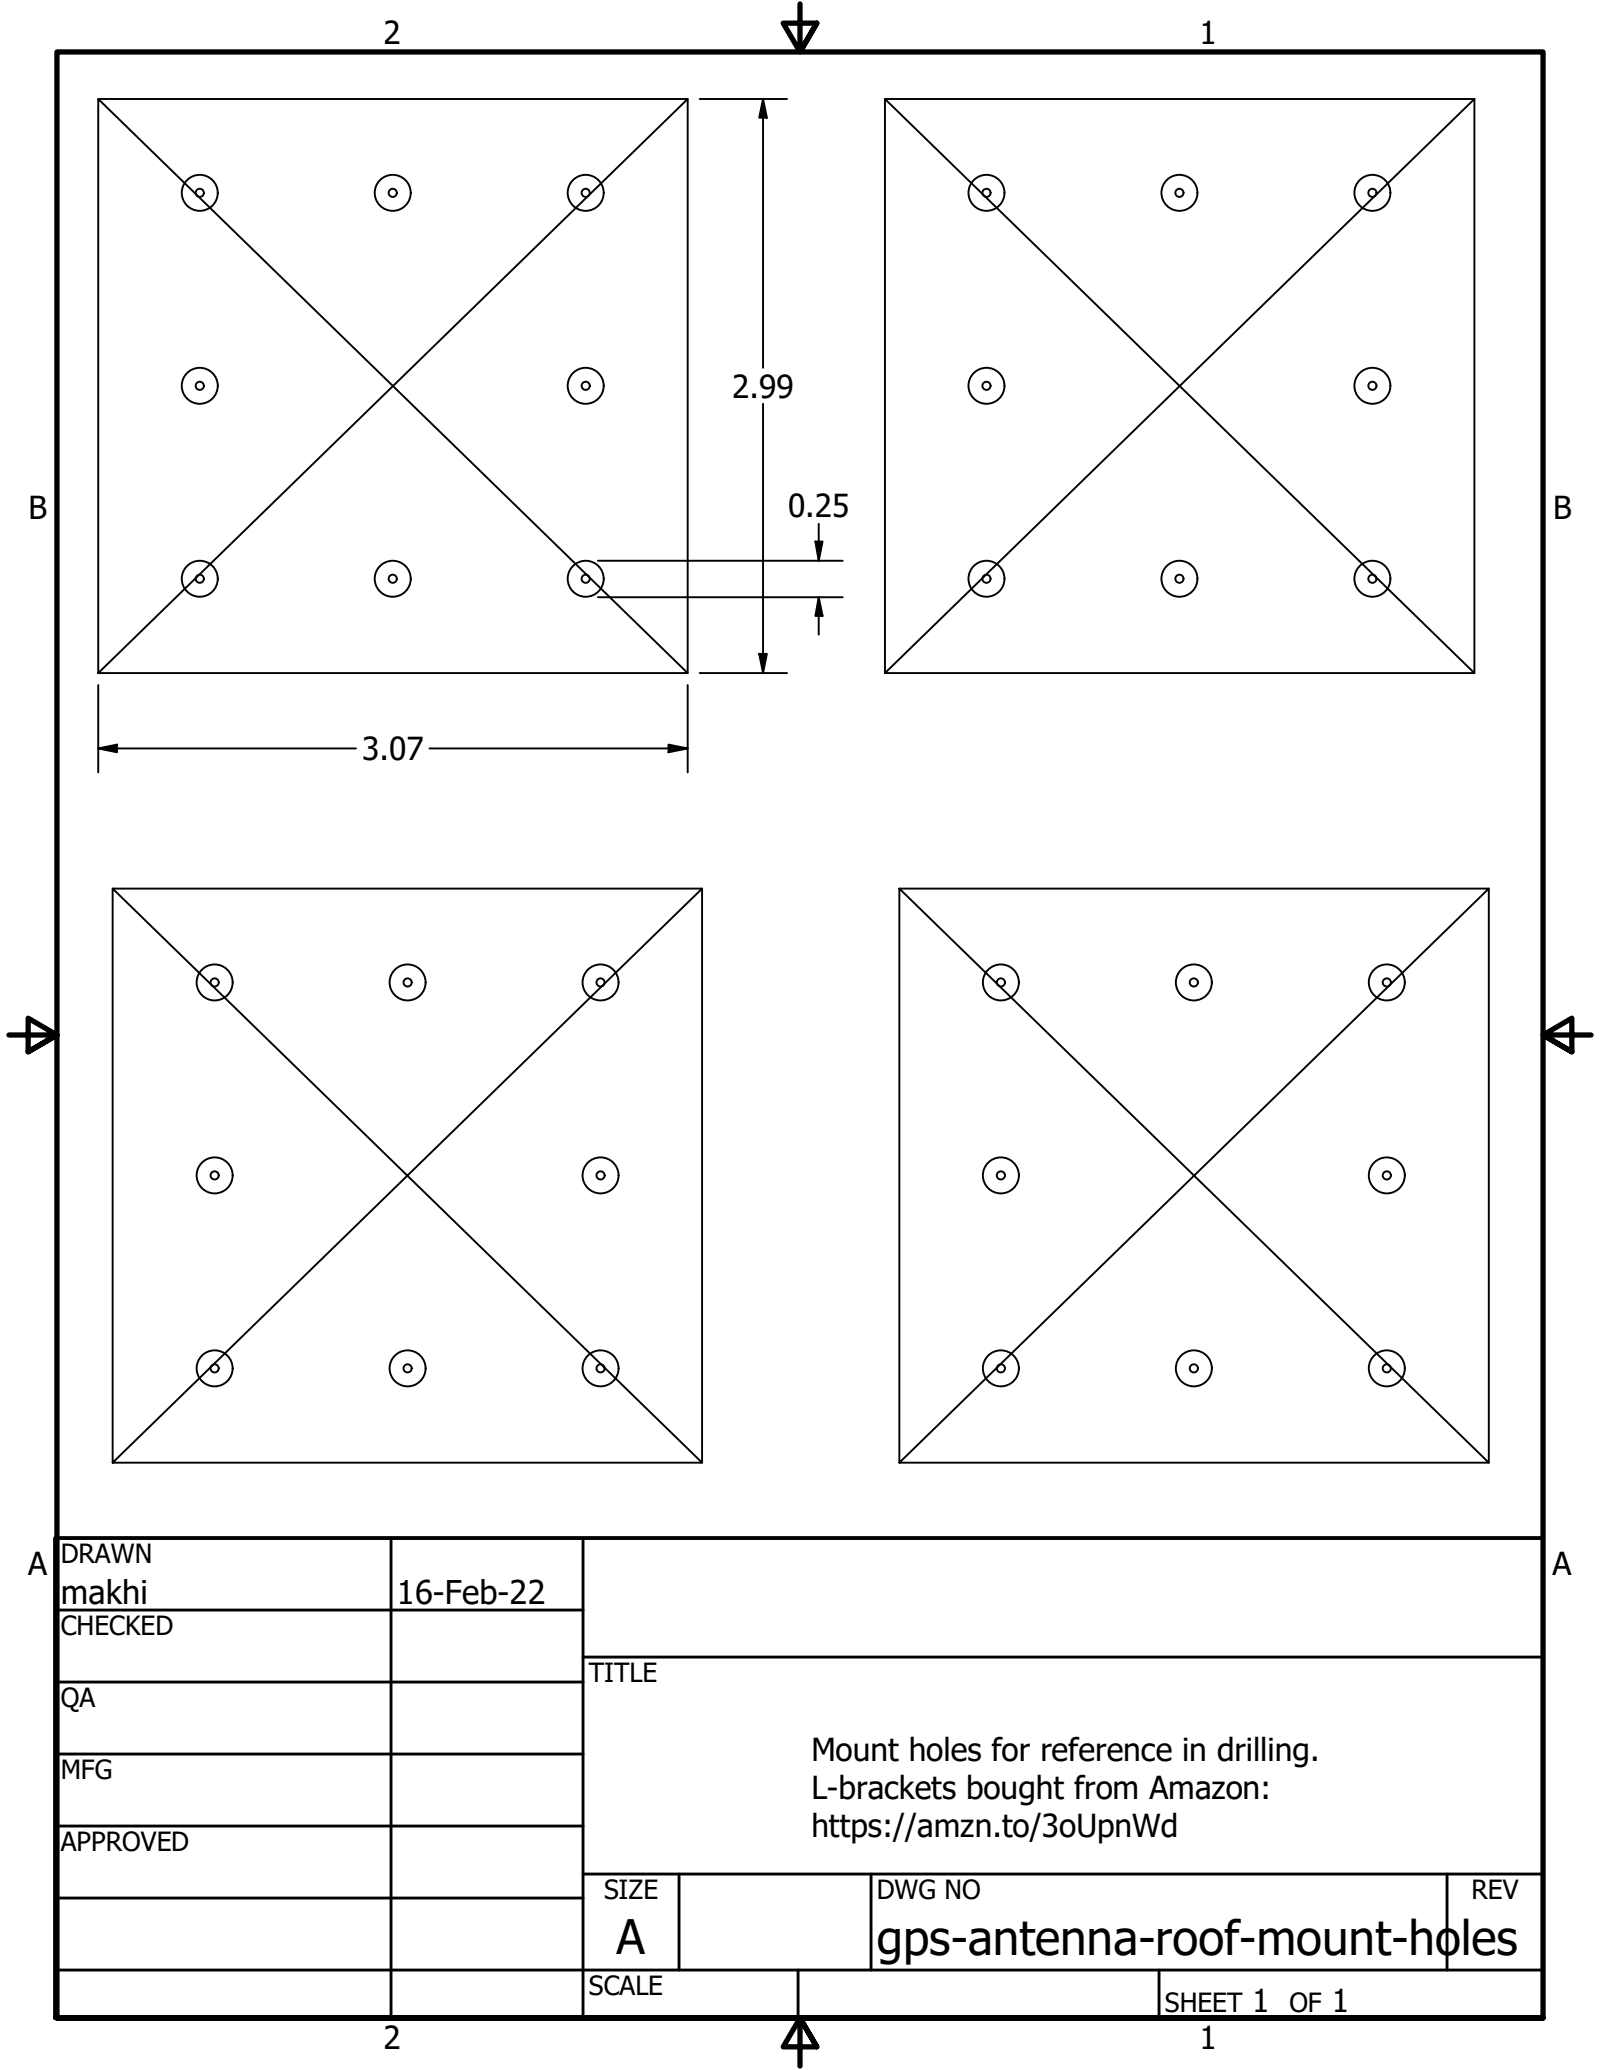 2
1
2.99
0.25
B
B
3.07
A
A
DRAWN
makhi
16-Feb-22
CHECKED
QA
MFG
APPROVED
TITLE
Mount holes for reference in drilling.
L-brackets bought from Amazon:
https://amzn.to/3oUpnWd
SIZE
A
DWG NO
gps-antenna-roof-mount-holes
REV
SCALE
SHEET 1 OF 1
2
1